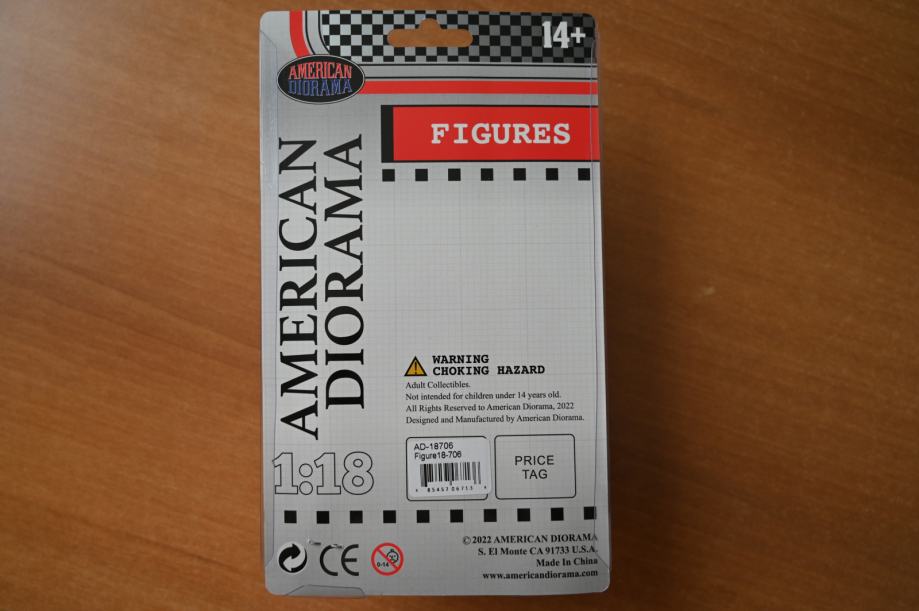 14+
AMERICAN
DIORAMA
FIGURES
AMERICAN
DIORAMA
WARNING
CHOKING HAZARD
Adult Collectibles.
Not intended for children under 14 years old.
All Rights Reserved to American Diorama, 2022
Designed and Manufactured by American Diorama.
1:18
AD-18706
Figure18-706
PRICE
TAG
CE
0-14
©2022 AMERICAN DIORAMA
S. El Monte CA 91733 U.S.A.
Made In China
www.americandiorama.com